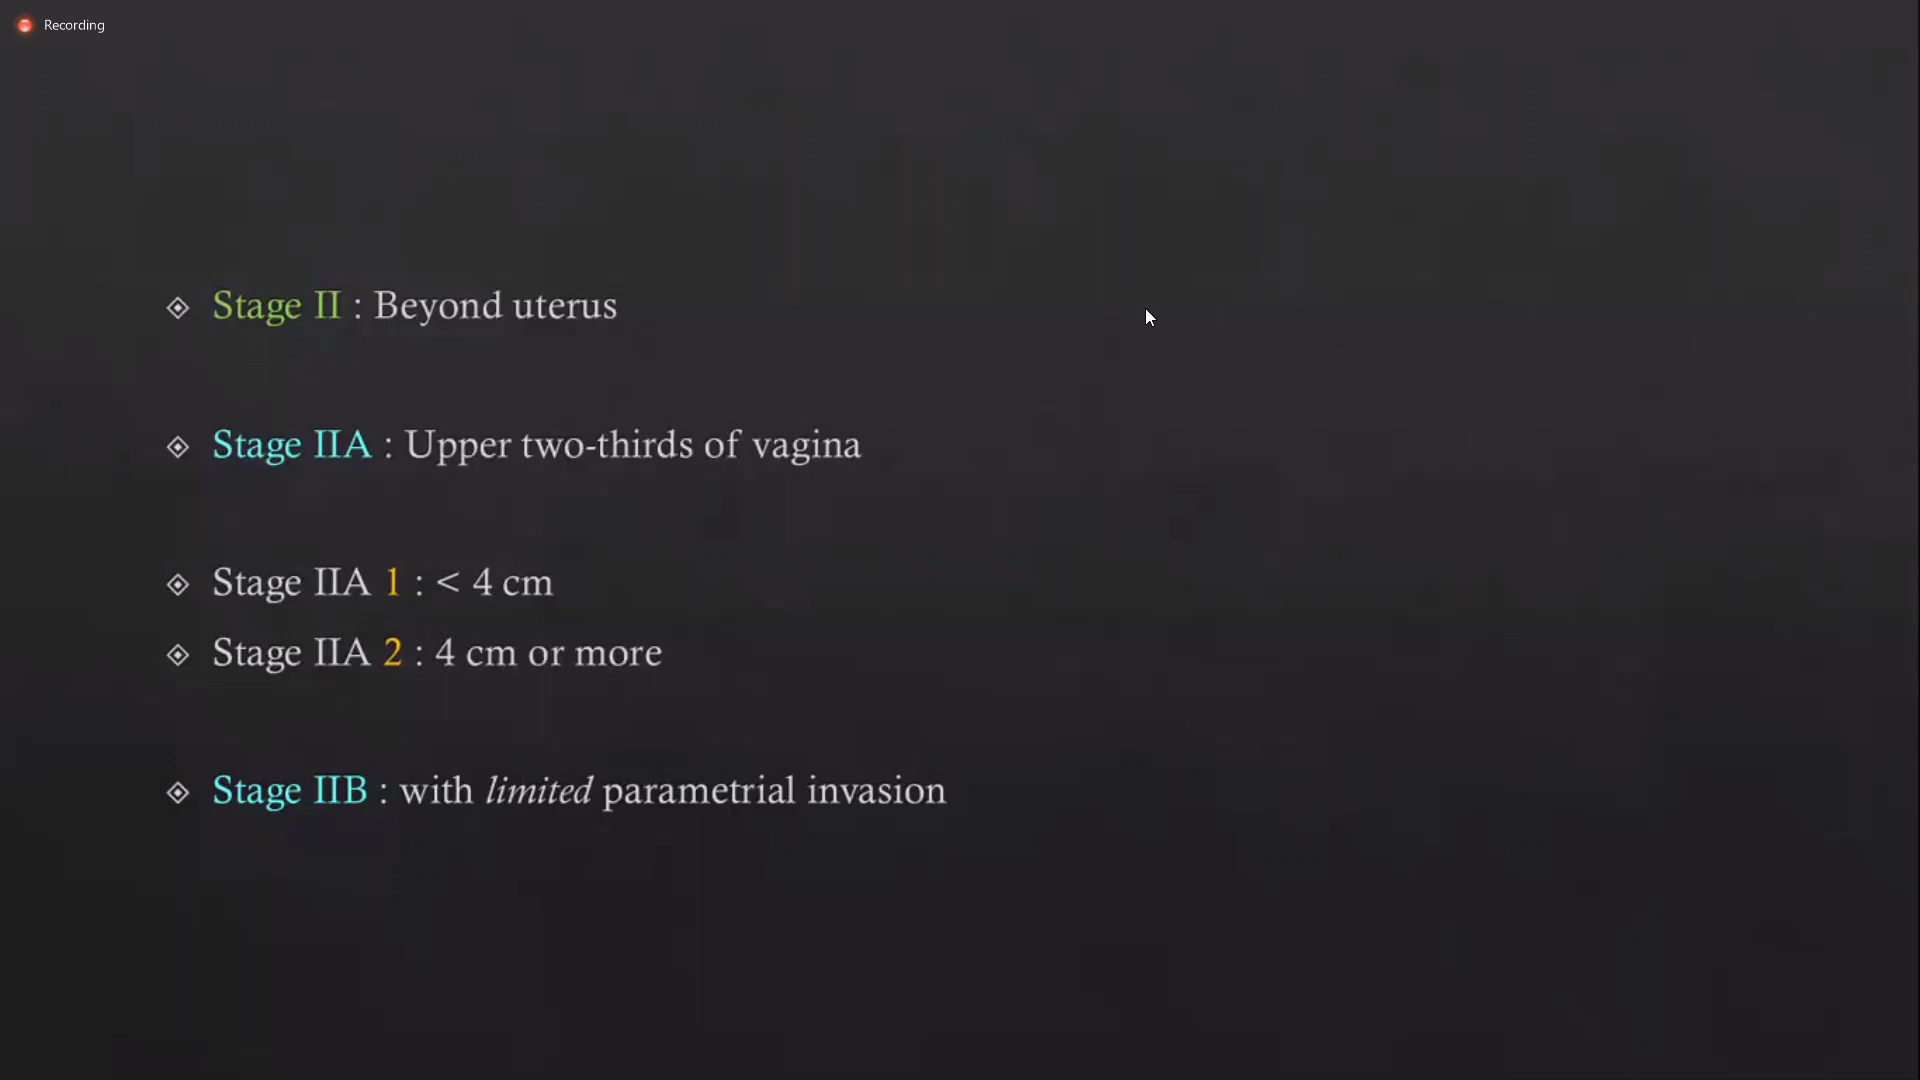 Recording
Stage II : Beyond uterus
Stage IIA : Upper two-thirds of vagina
Stage IIA 1 : < 4 cm
Stage IIA 2 : 4 cm or more
Stage IIB : with limited parametrial invasion